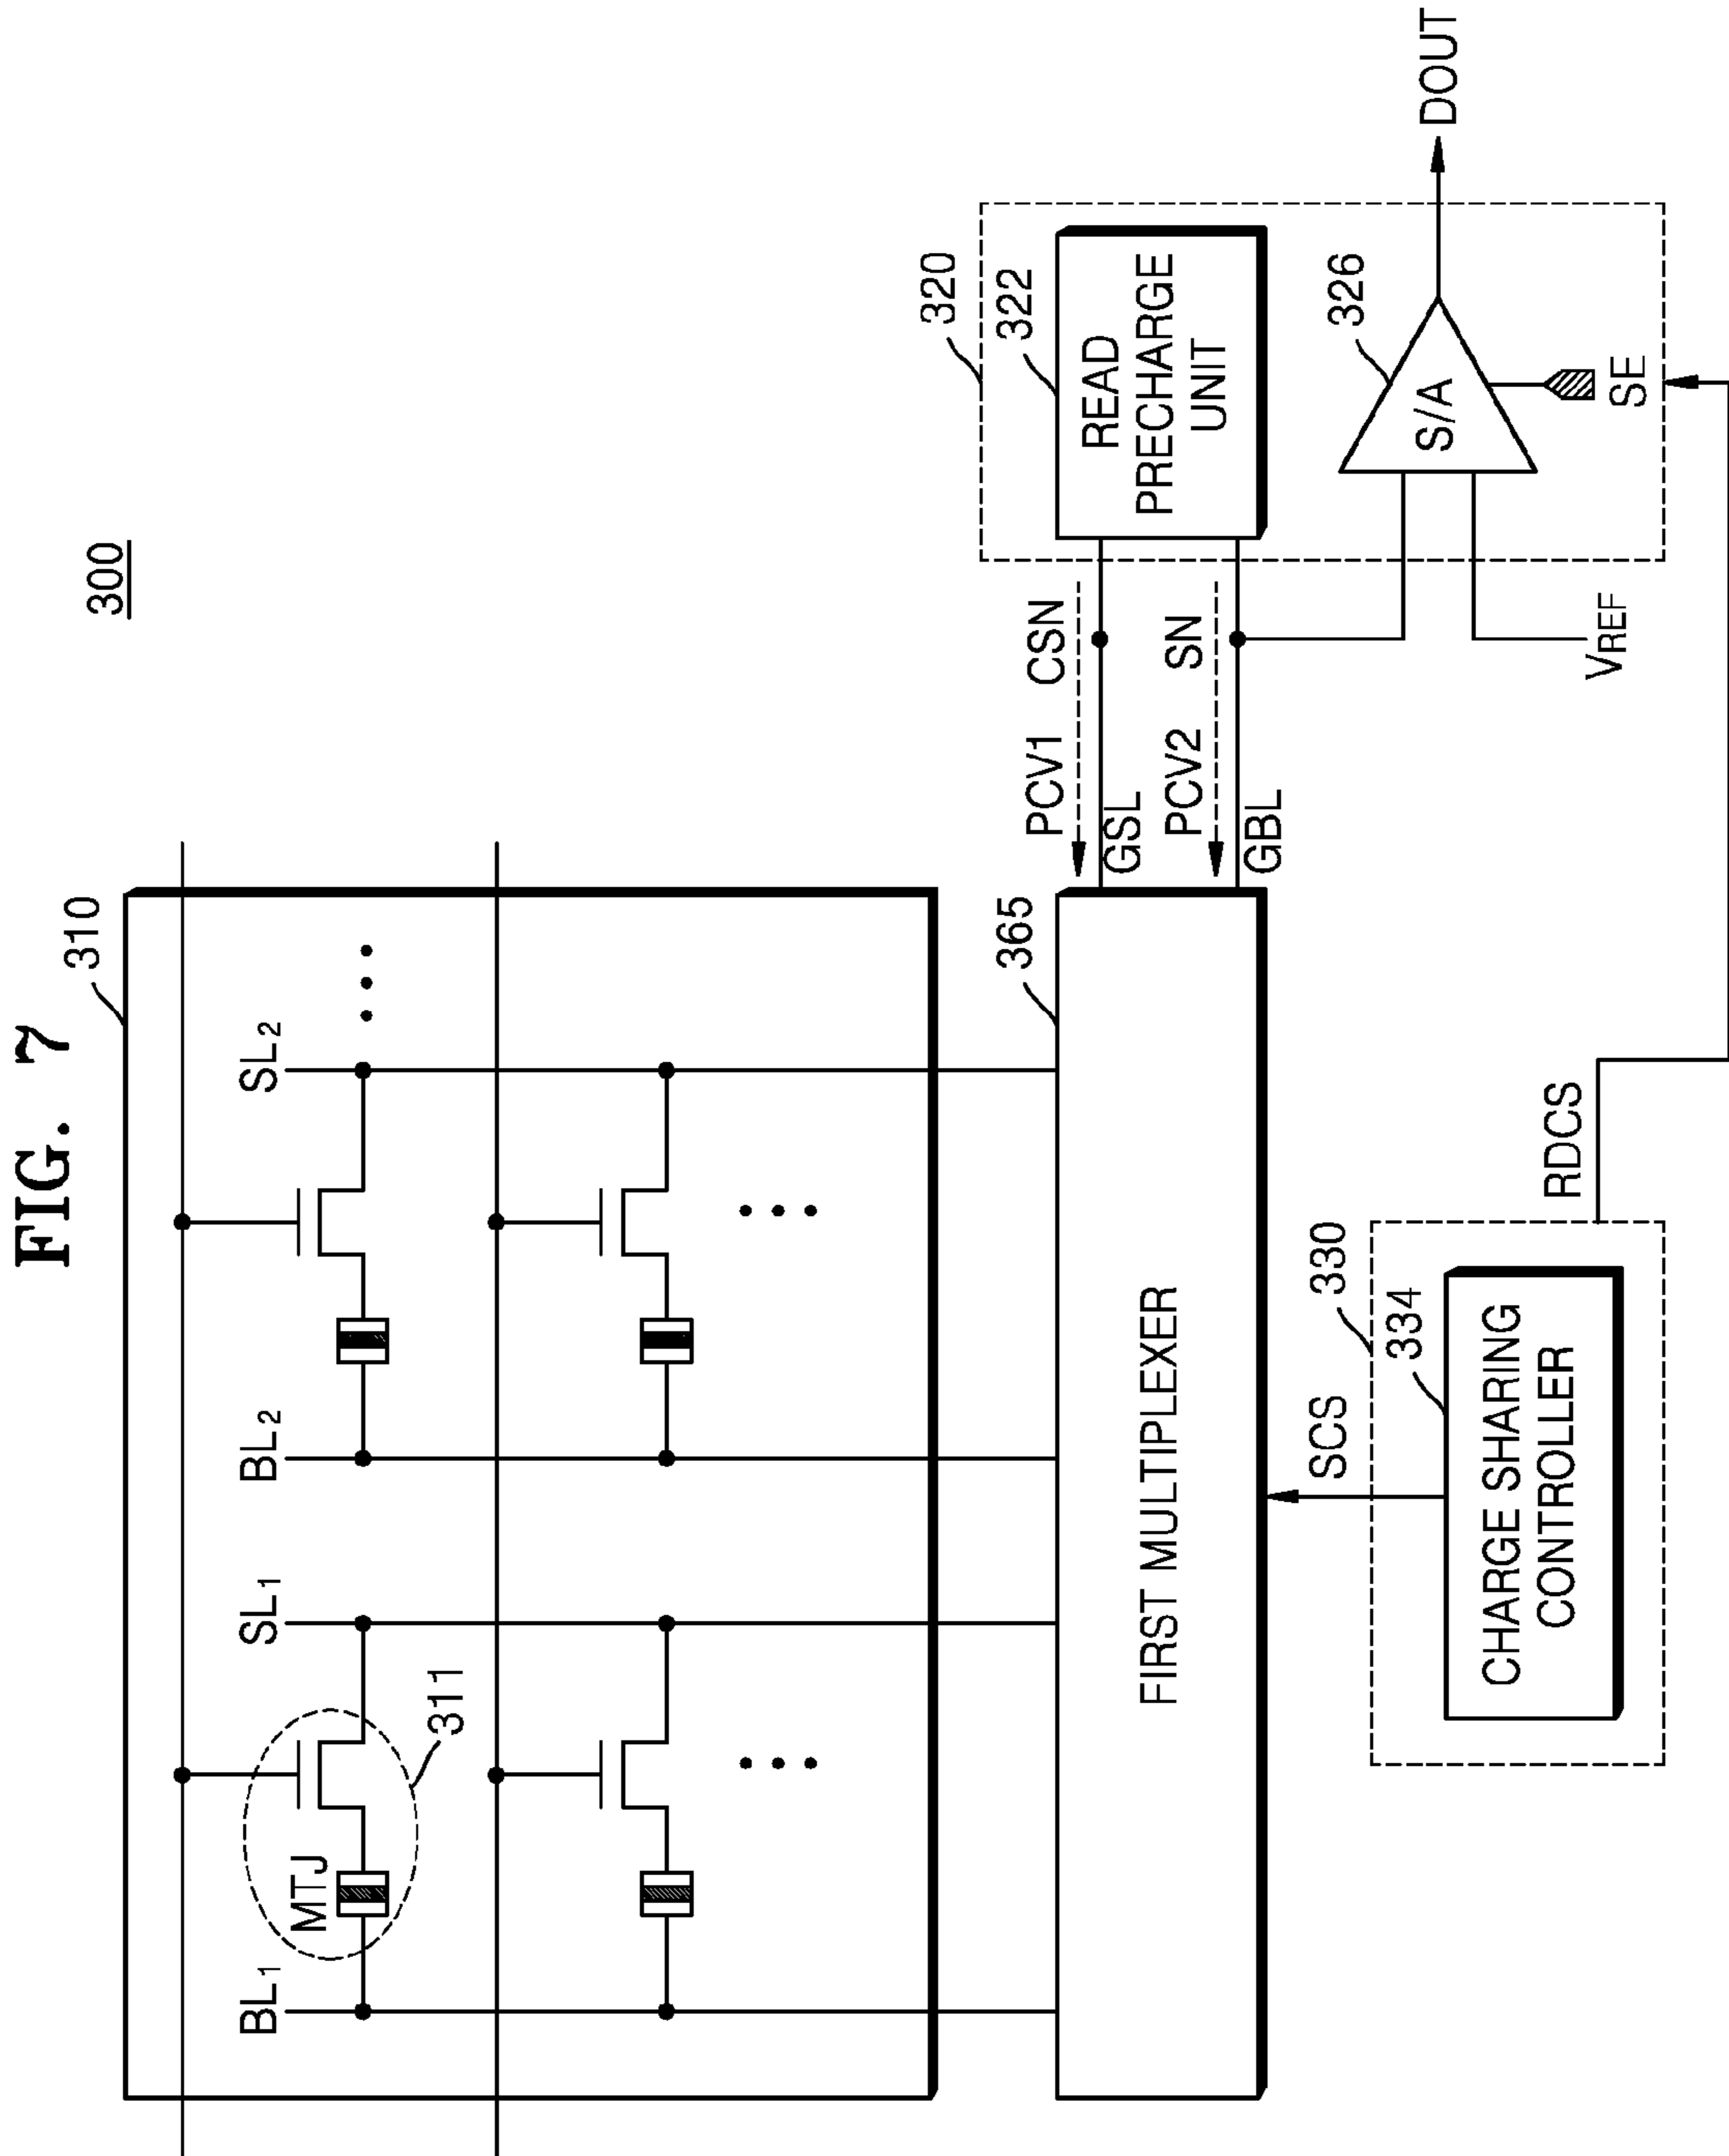 FIG. 7
300
310
BL1
SL1
BL2
SL2
MTJ
311
365
FIRST MULTIPLEXER
PCV1 CSN
GSL
PCV2 SN
GBL
320
322
READ
PRECHARGE
UNIT
326
S/A
DOUT
VREF
SE
SCS
330
334
CHARGE SHARING
CONTROLLER
RDCS